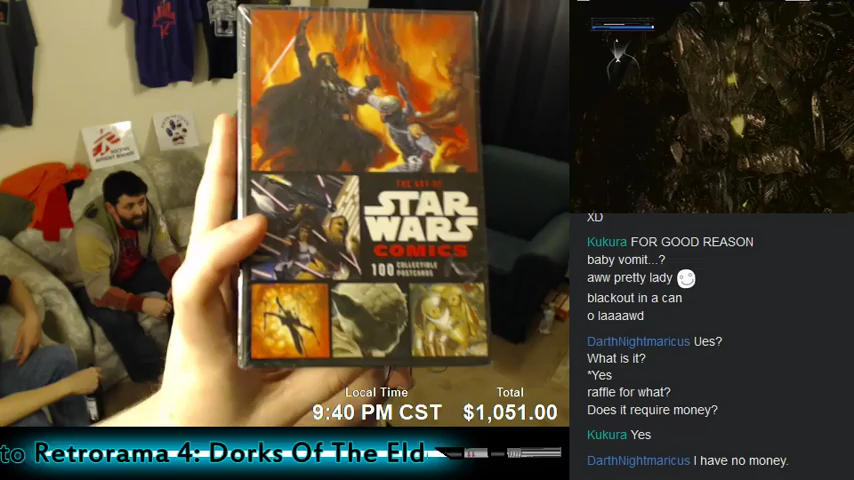 THE ART OF
STAR
WARS
COMICS
100 COLLECTIBLE
POSTCARDS
Local Time
Total
9:40 PM CST
$1,051.00
to Retrorama 4: Dorks Of The Eld
XD
Kukura FOR GOOD REASON
baby vomit...?
aww pretty lady
blackout in a can
o laaaawd
DarthNightmaricus Ues?
What is it?
*Yes
raffle for what?
Does it require money?
Kukura Yes
DarthNightmaricus I have no money.